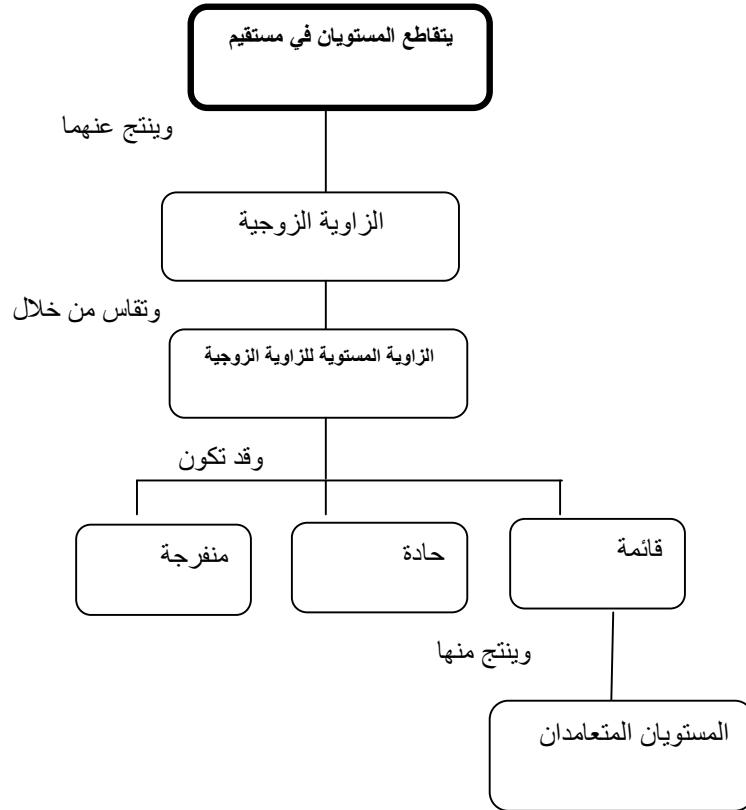 يتقاطع المستويان في مستقيم
وينتج عنهما
الزاوية الزوجية
وتقاس من خلال
الزاوية المستوية للزاوية الزوجية
وقد تكون
قائمة
حادة
منفرجة
وينتج منها
المستويان المتعامدان